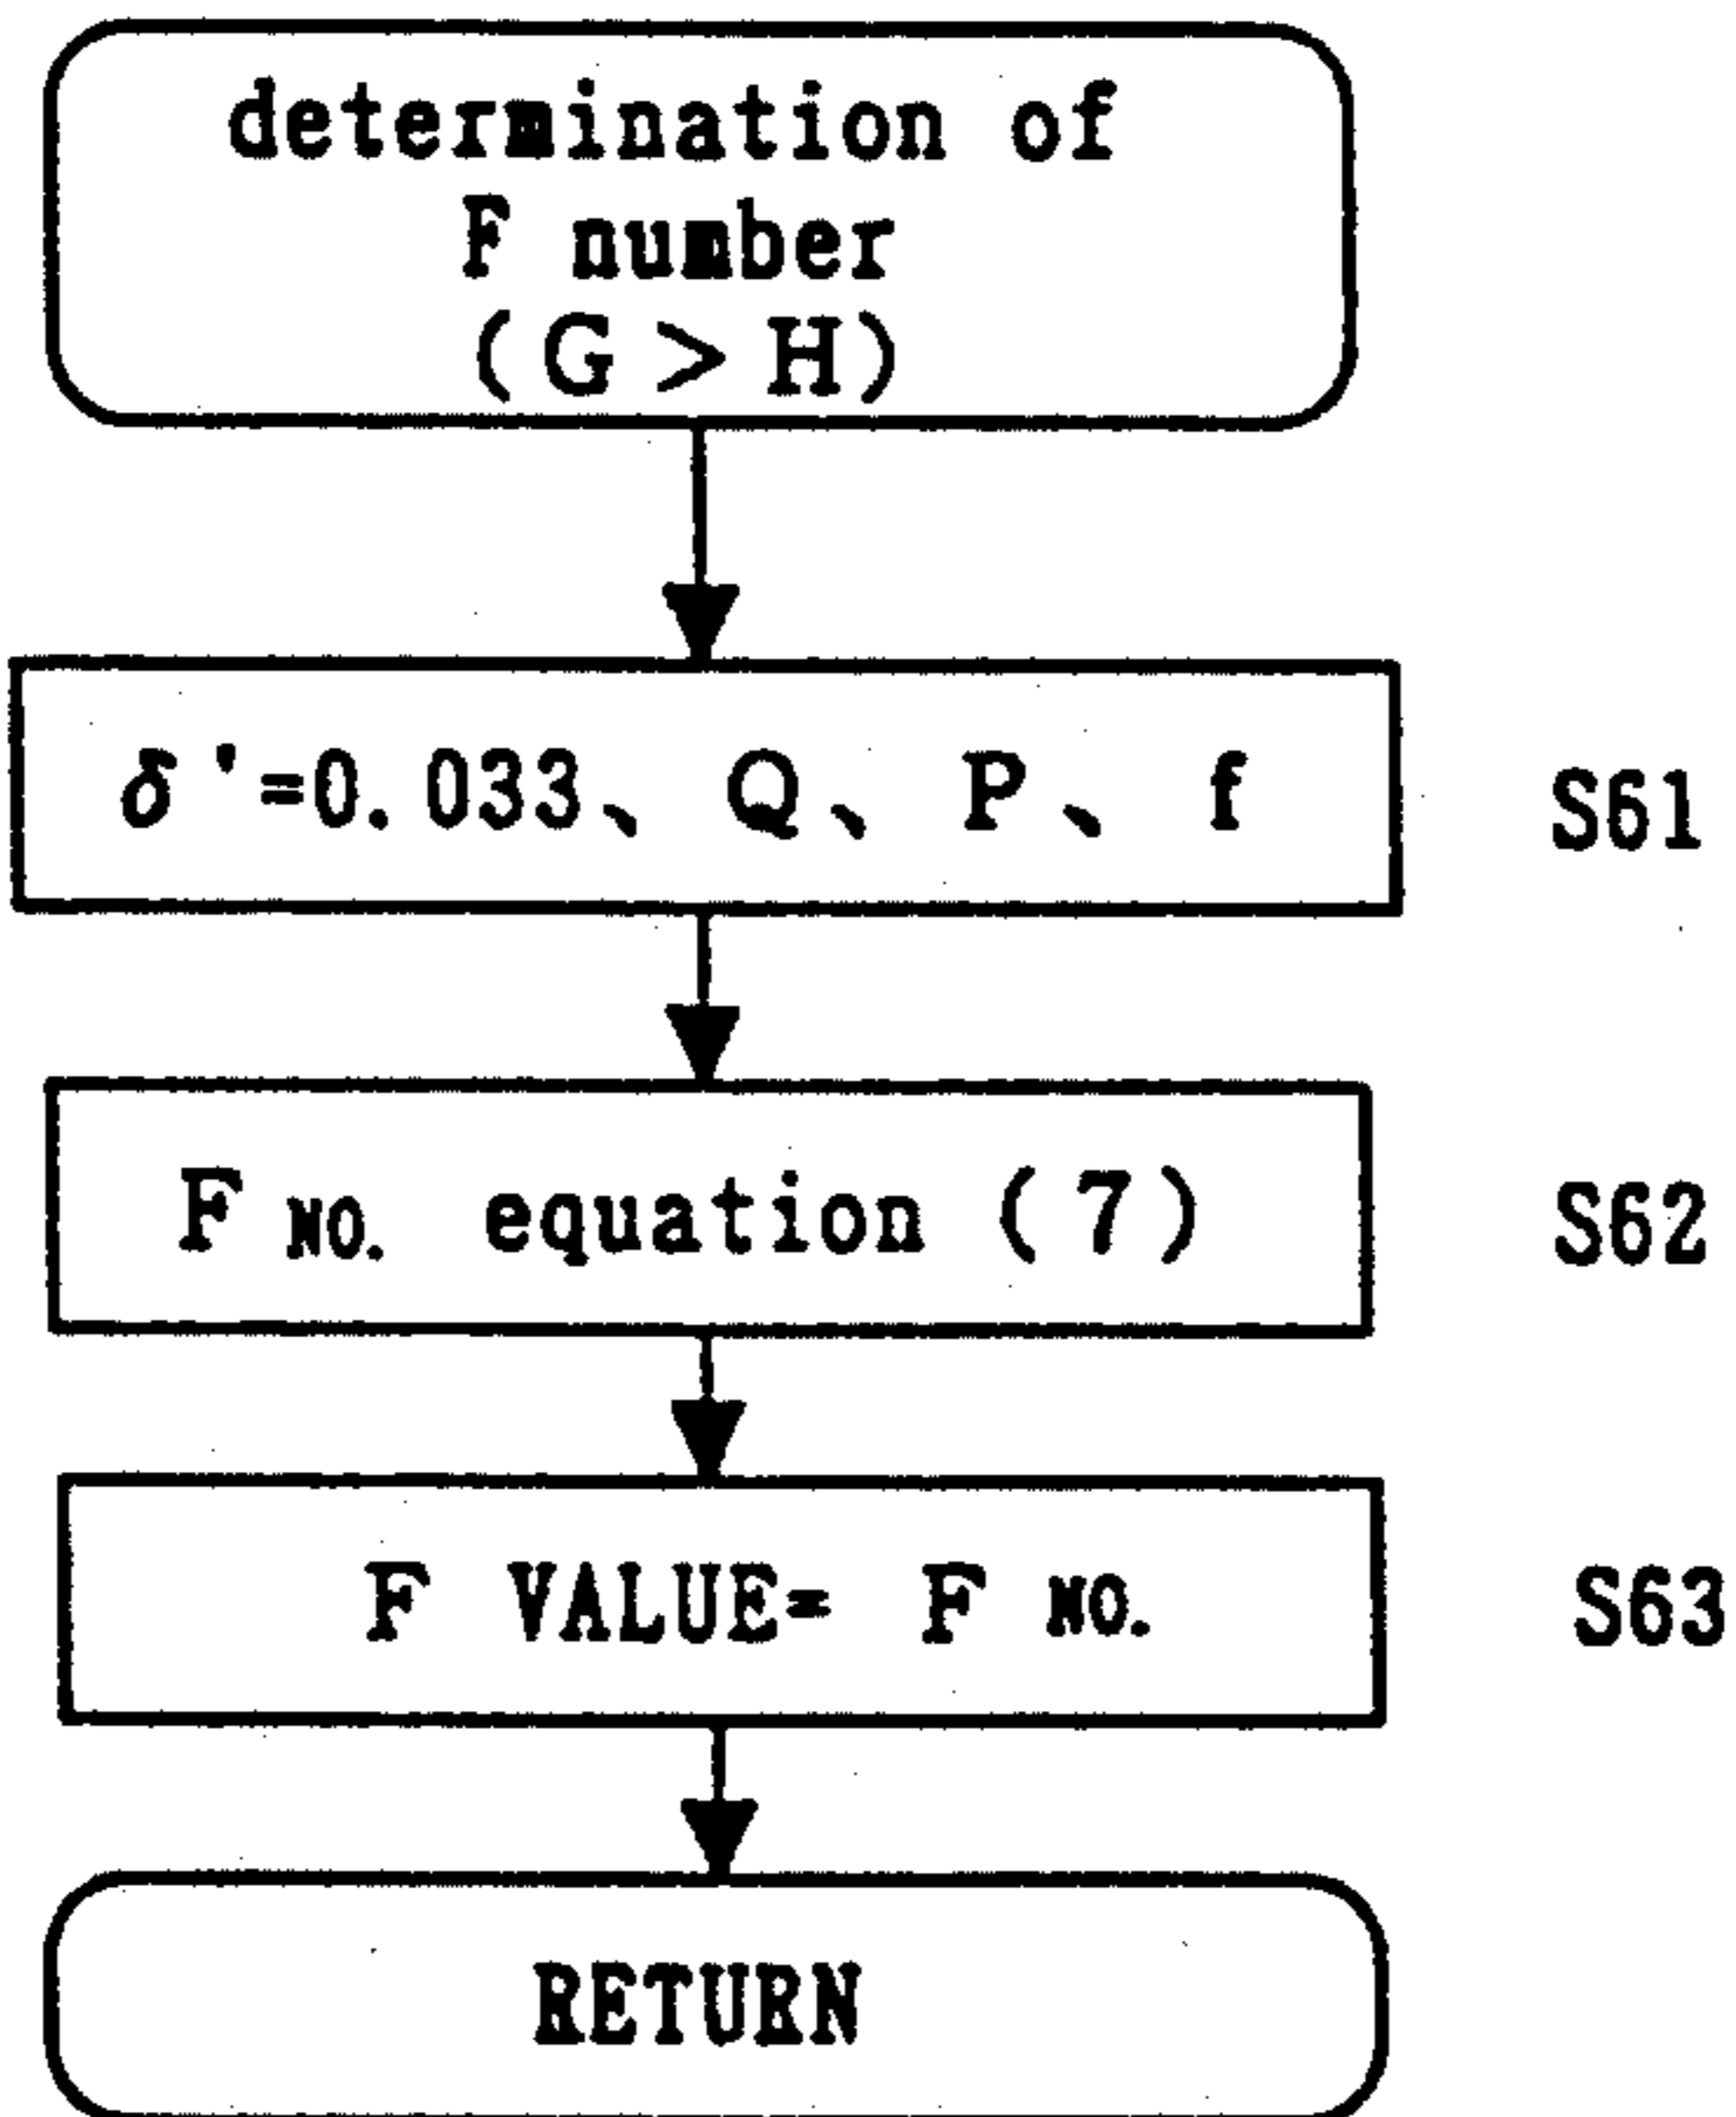 determination of
F number
(G > H)
δ'=0.033、 Q、 P、 f
S61
F NO. equation (7)
S62
F VALUE= F NO.
S63
RETURN